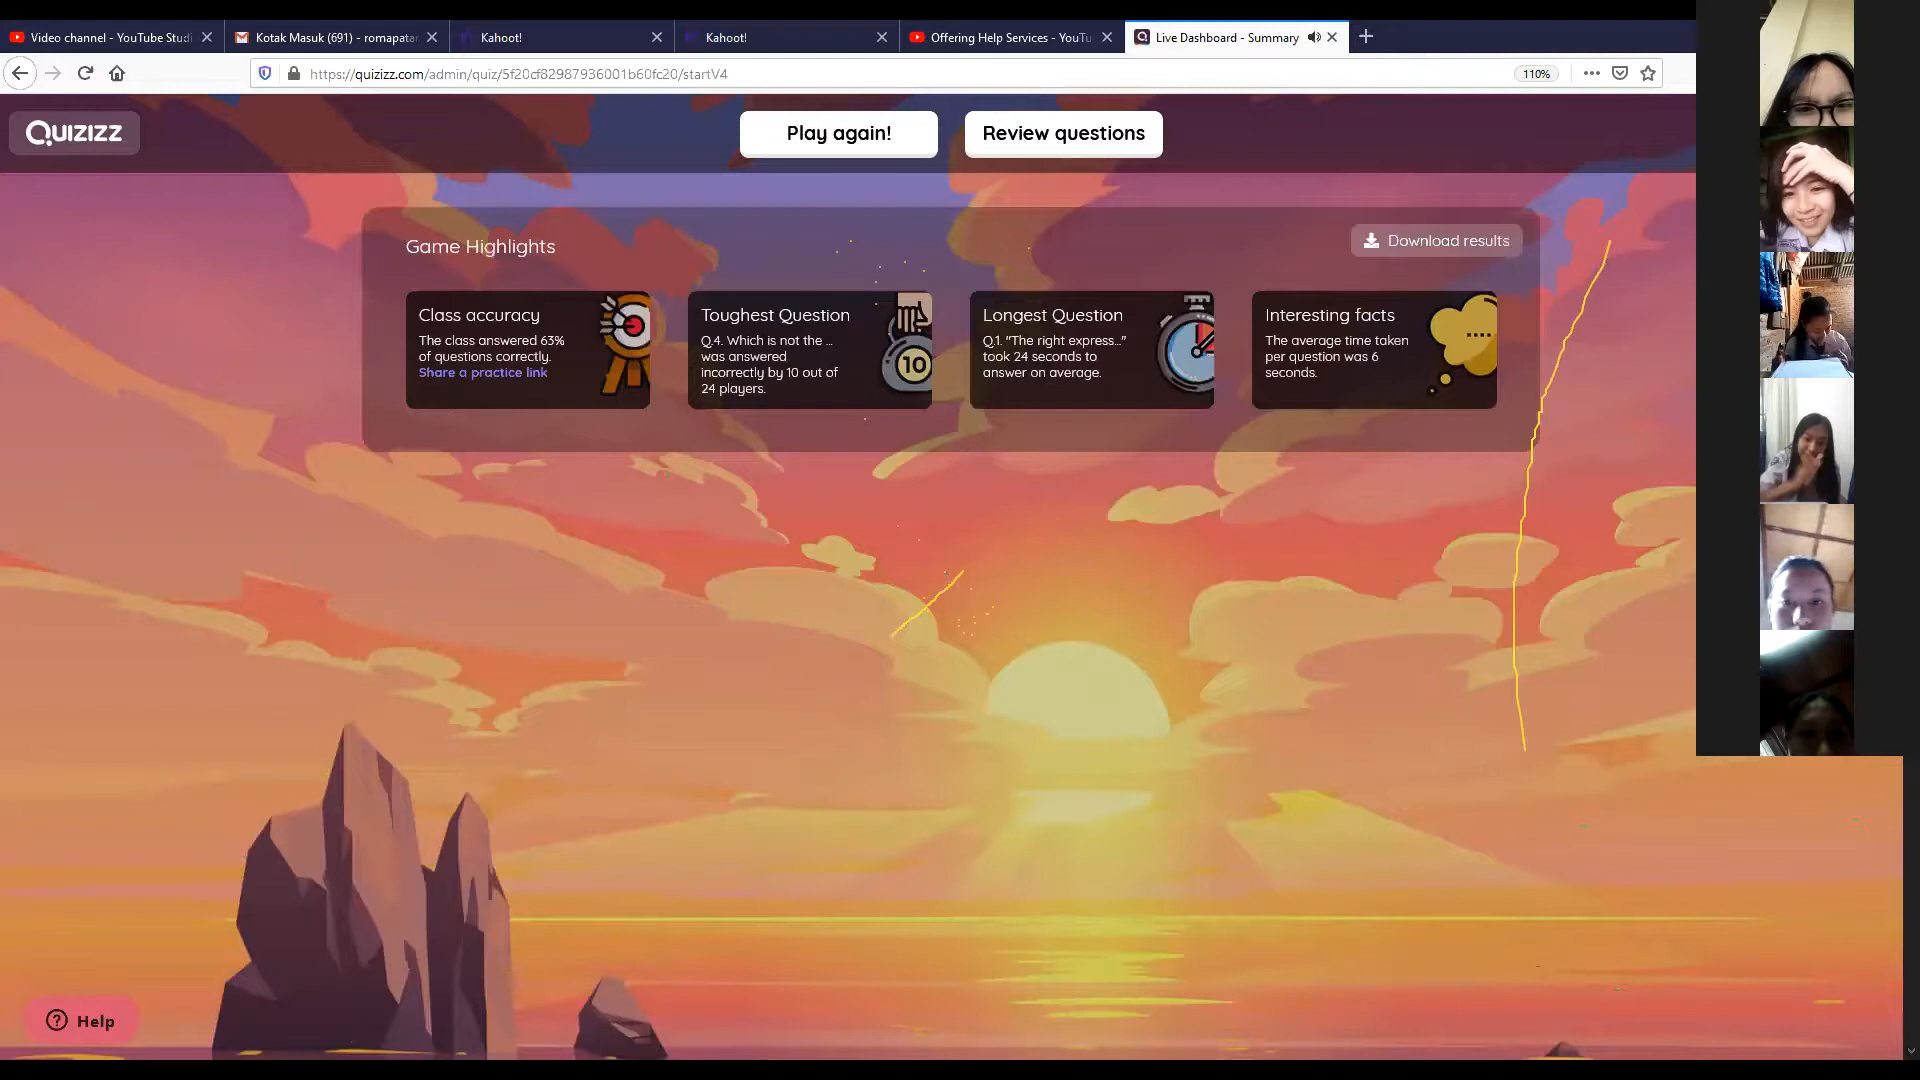 Video channel - YouTube Studi
Kotak Masuk (691) - romapatar
Kahoot!
Kahoot!
Offering Help Services - YouTu
Live Dashboard - Summary
https://quizizz.com/admin/quiz/5f20cf82987936001b60fc20/startV4
110%
Quizizz
Play again!
Review questions
Game Highlights
Download results
Class accuracy
The class answered 63%
of questions correctly.
Share a practice link
Toughest Question
Q.4. Which is not the ...
was answered
incorrectly by 10 out of
24 players.
10
Longest Question
Q.1. "The right express..."
took 24 seconds to
answer on average.
Interesting facts
The average time taken
per question was 6
seconds.
Help